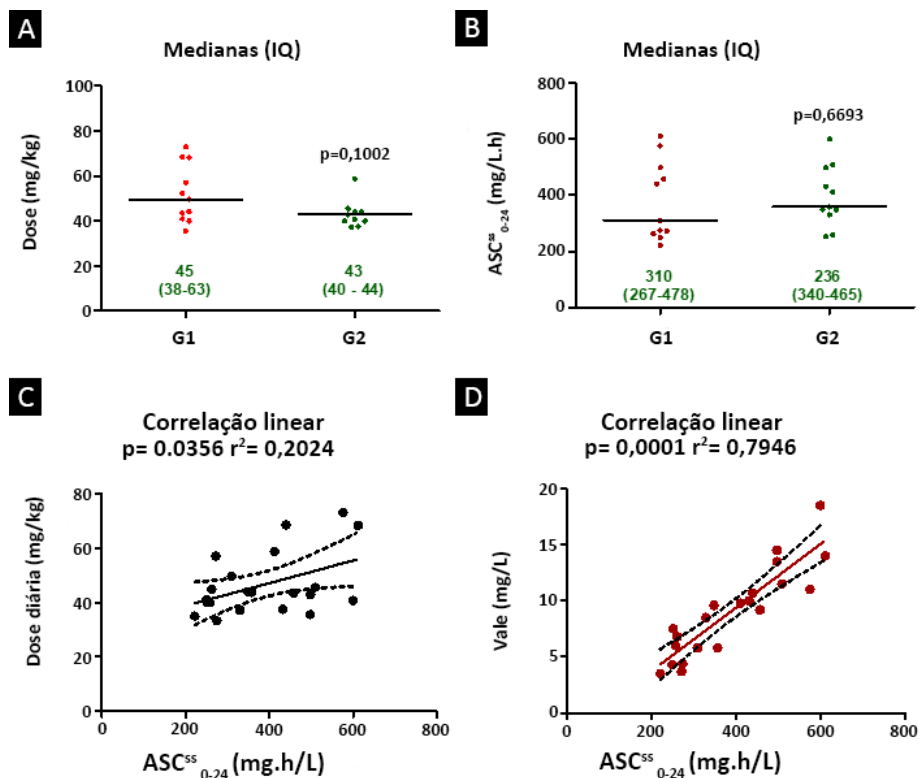 A
Medianas (IQ)
Dose (mg/kg)
100
80
60
40
20
0
p=0,1002
45
(38-63)
43
(40 - 44)
G1
G2
B
Medianas (IQ)
ASCˢˢ₀₋₂₄ (mg/L.h)
800
600
400
200
0
p=0,6693
310
(267-478)
236
(340-465)
G1
G2
C
Correlação linear
p= 0.0356 r²= 0,2024
Dose diária (mg/kg)
80
60
40
20
0
0
200
400
600
800
ASCˢˢ₀₋₂₄ (mg.h/L)
D
Correlação linear
p= 0,0001 r²= 0,7946
Vale (mg/L)
20
15
10
5
0
0
200
400
600
800
ASCˢˢ₀₋₂₄ (mg.h/L)